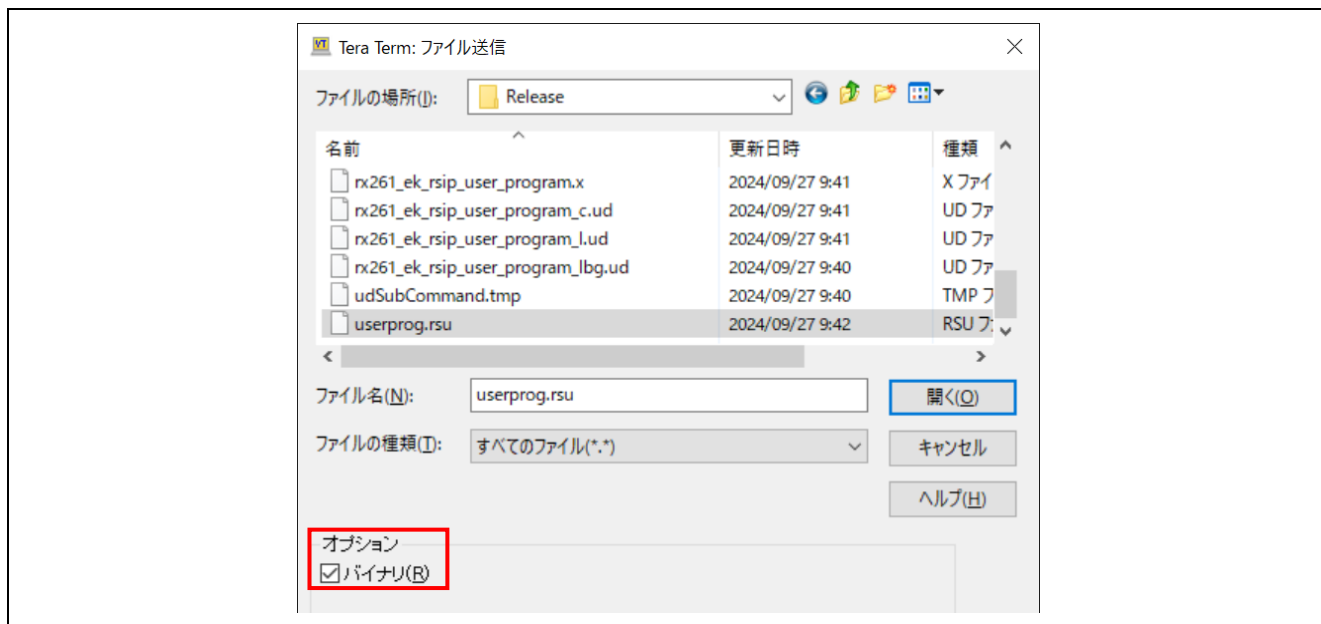 VT Tera Term: ファイル送信
ファイルの場所(I): Release
名前 更新日時 種類
rx261_ek_rsip_user_program.x 2024/09/27 9:41 X ファイ
rx261_ek_rsip_user_program_c.ud 2024/09/27 9:41 UD ファ
rx261_ek_rsip_user_program_l.ud 2024/09/27 9:41 UD ファ
rx261_ek_rsip_user_program_lbg.ud 2024/09/27 9:40 UD ファ
udSubCommand.tmp 2024/09/27 9:40 TMP フ
userprog.rsu 2024/09/27 9:42 RSU フ
ファイル名(N): userprog.rsu 開く(O)
ファイルの種類(T): すべてのファイル(*.*) キャンセル
ヘルプ(H)
オプション
バイナリ(R)